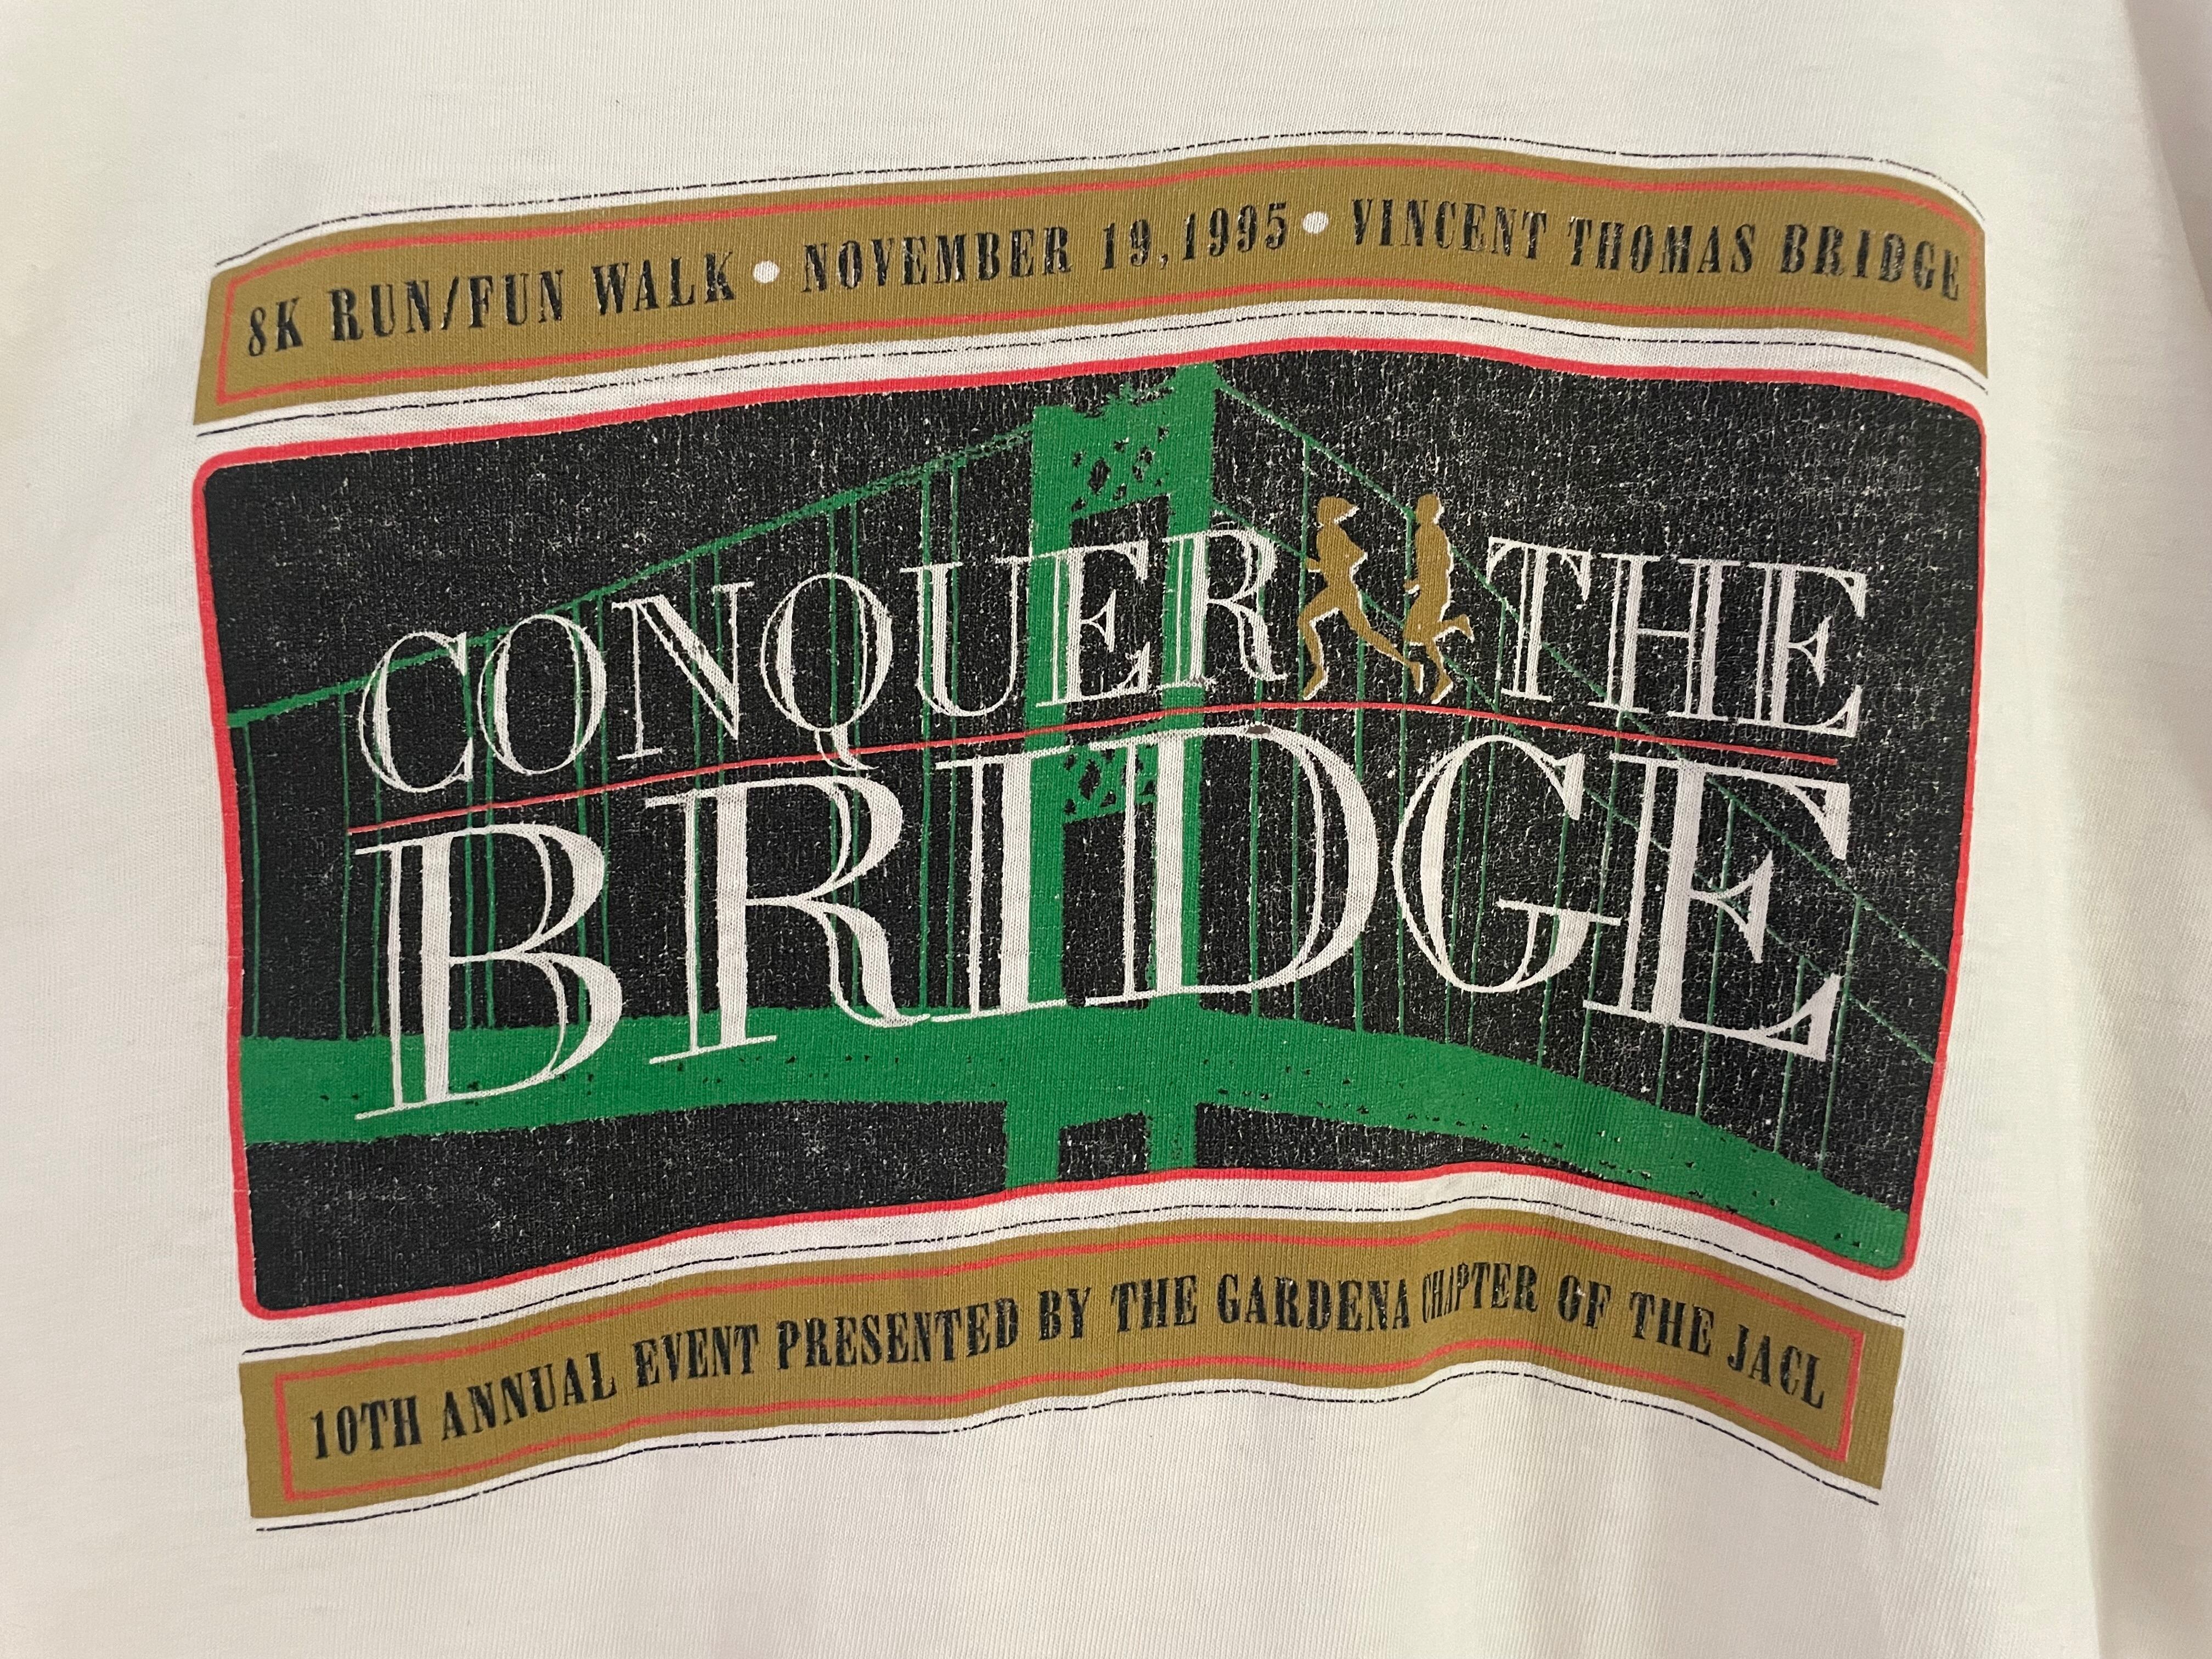 8K RUN/FUN WALK • NOVEMBER 19, 1995 • VINCENT THOMAS BRIDGE
CONQUER THE
BRIDGE
10TH ANNUAL EVENT PRESENTED BY THE GARDENA CHAPTER OF THE JACL